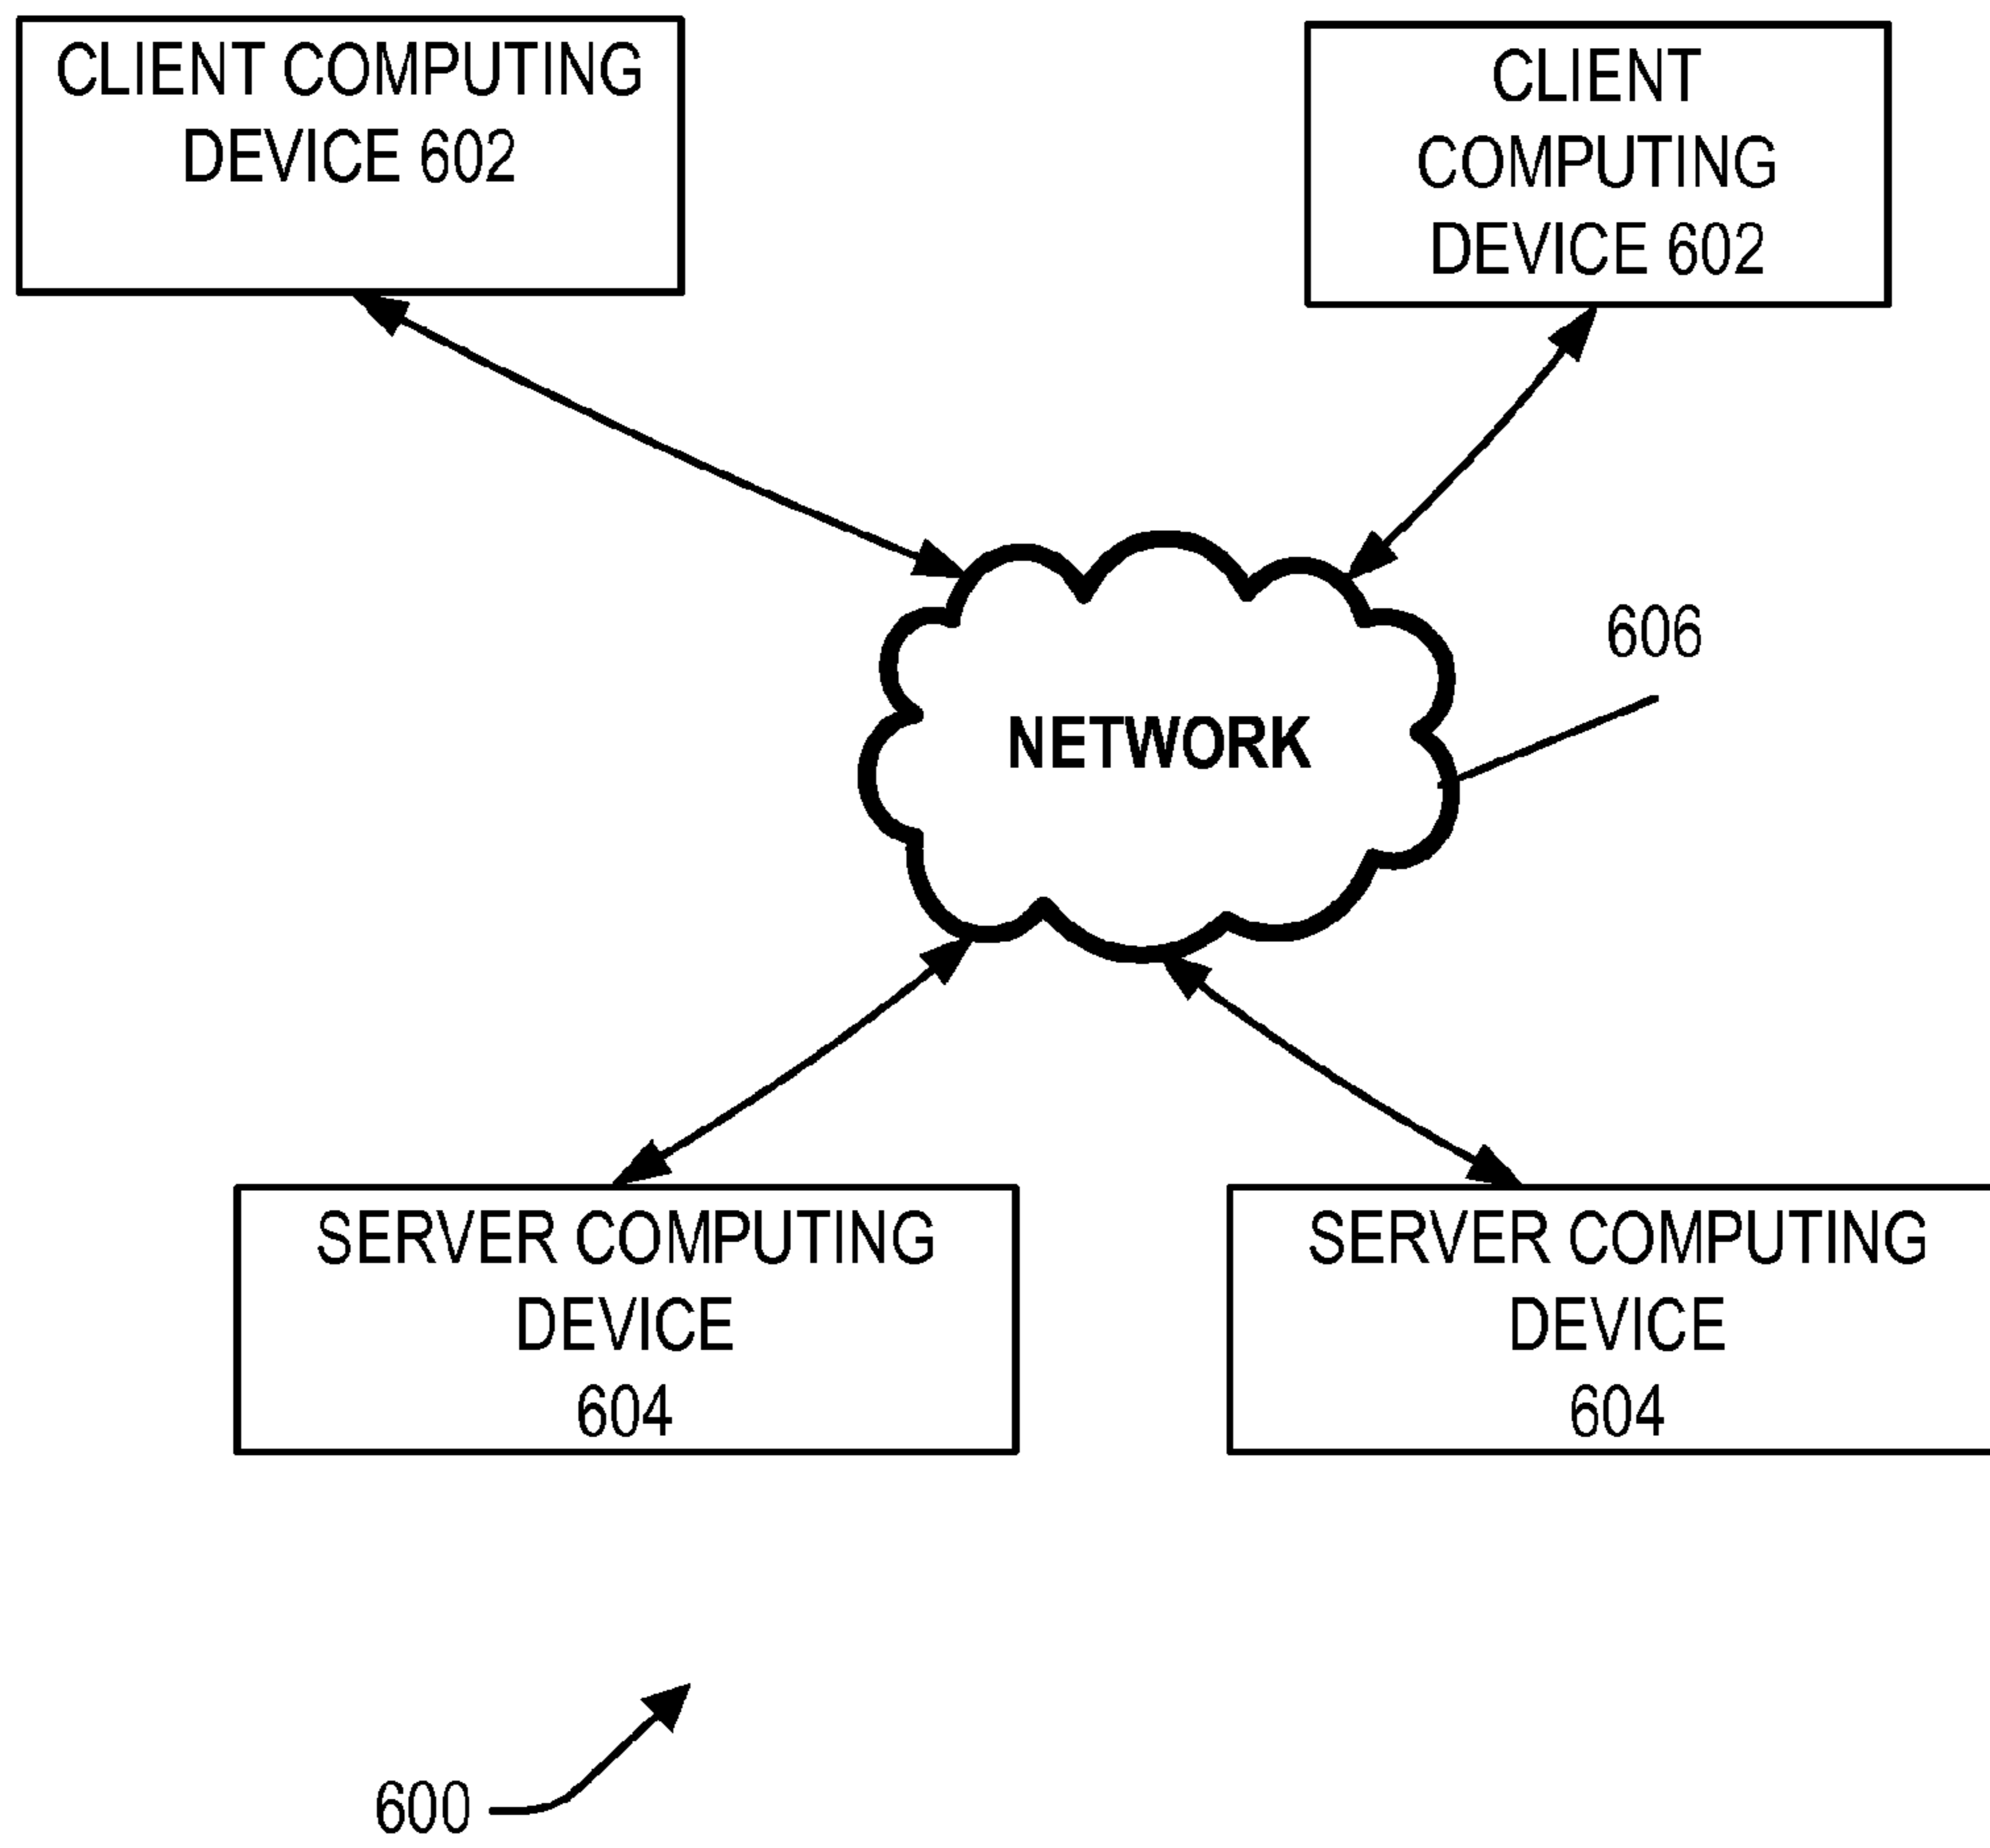 CLIENT COMPUTING
DEVICE 602
CLIENT
COMPUTING
DEVICE 602
606
NETWORK
SERVER COMPUTING
DEVICE
604
SERVER COMPUTING
DEVICE
604
600